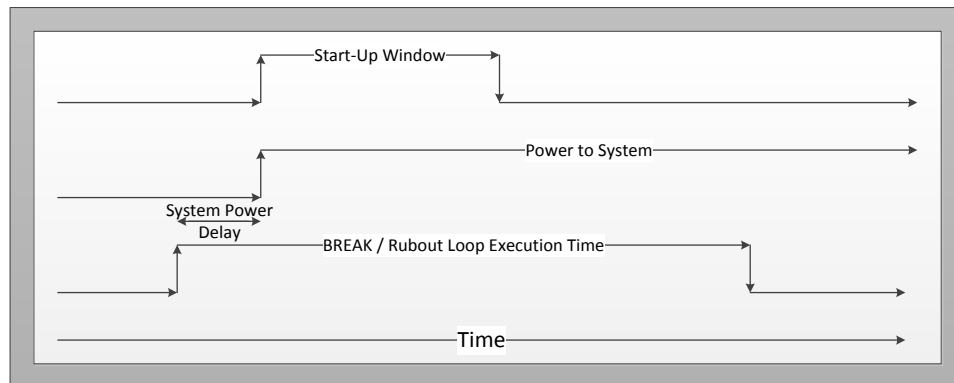 Start-Up Window
Power to System
System Power
Delay
BREAK / Rubout Loop Execution Time
Time